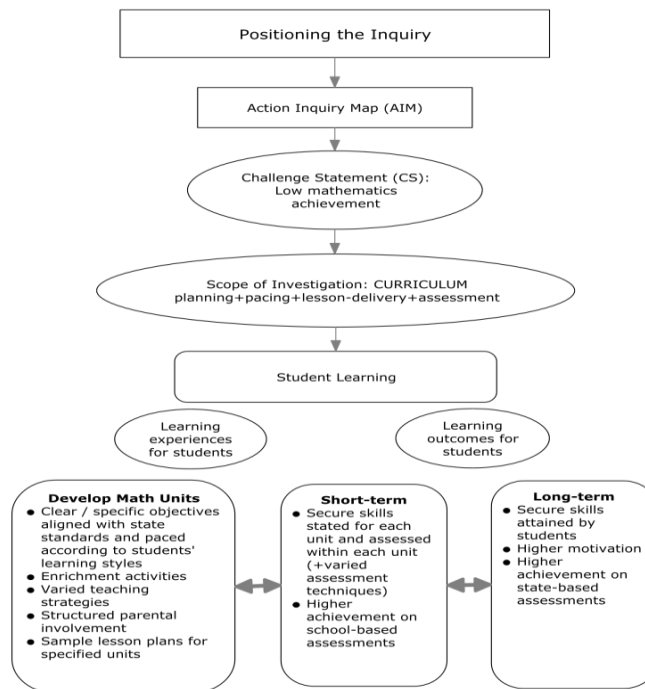 Positioning the Inquiry
Action Inquiry Map (AIM)
Challenge Statement (CS):
Low mathematics
achievement
Scope of Investigation: CURRICULUM
planning+pacing+lesson-delivery+assessment
Student Learning
Learning
experiences
for students
Learning
outcomes for
students
Develop Math Units
● Clear / specific objectives
aligned with state
standards and paced
according to students'
learning styles
● Enrichment activities
● Varied teaching
strategies
● Structured parental
involvement
● Sample lesson plans for
specified units
Short-term
● Secure skills
stated for each
unit and assessed
within each unit
(+varied
assessment
techniques)
● Higher
achievement on
school-based
assessments
Long-term
● Secure skills
attained by
students
● Higher motivation
● Higher
achievement on
state-based
assessments